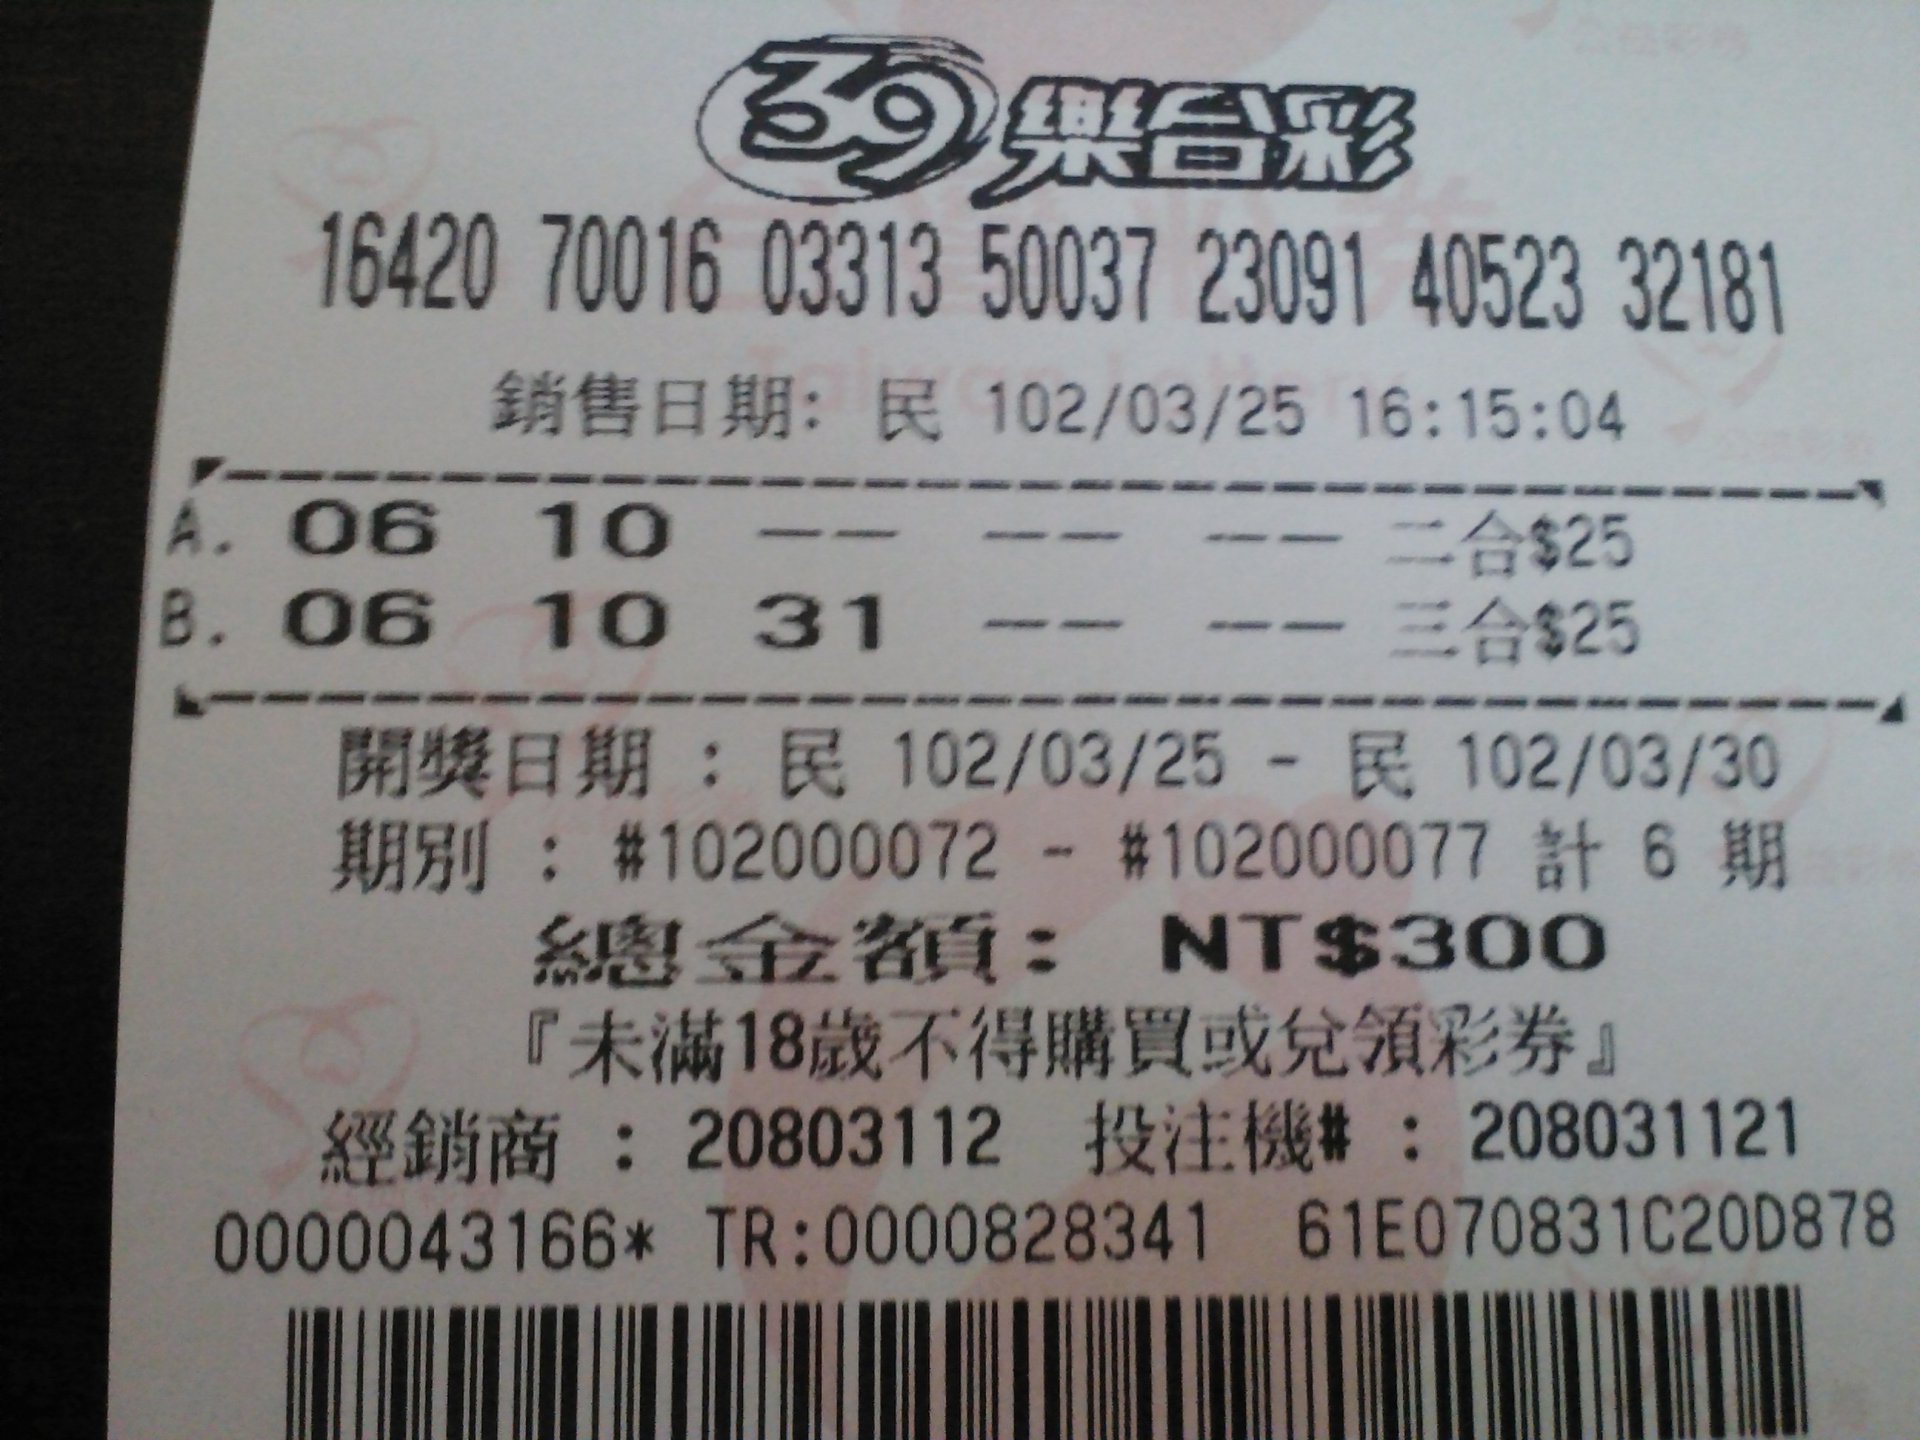 39樂合彩
16420 70016 03313 50037 23091 40523 32181
銷售日期: 民 102/03/25 16:15:04
A. 06 10 -- -- -- 二合$25
B. 06 10 31 -- -- 三合$25
開獎日期 : 民 102/03/25 - 民 102/03/30
期別 : #102000072 - #102000077 計 6 期
總金額: NT$300
『未滿18歲不得購買或兌領彩券』
經銷商 : 20803112 投注機# : 208031121
0000043166* TR:0000828341 61E070831C20D878